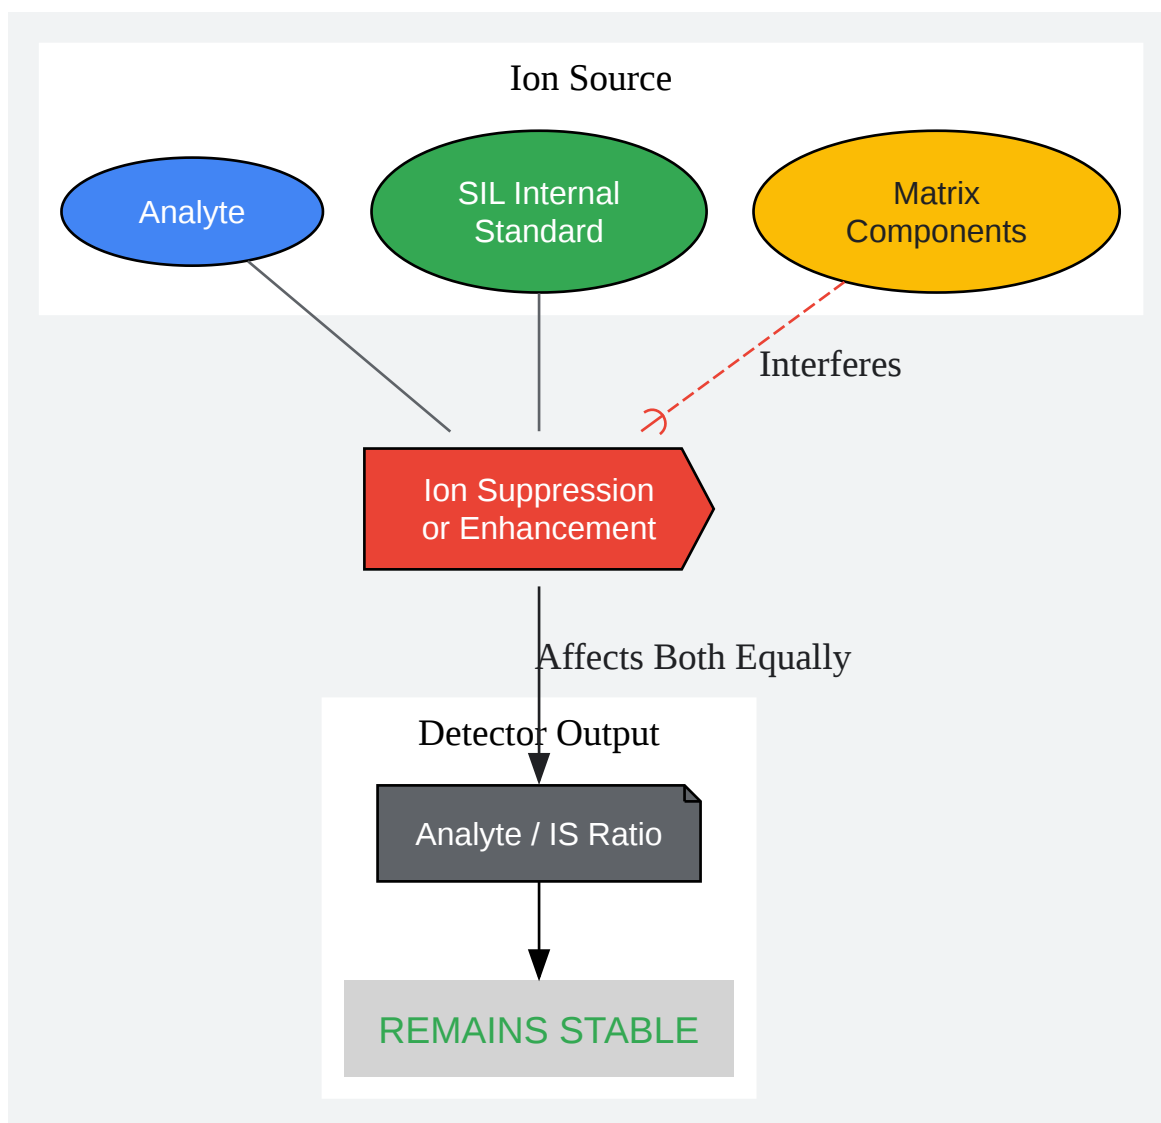 Ion Source
Analyte
SIL Internal
Standard
Matrix
Components
Interferes
Ion Suppression
or Enhancement
Affects Both Equally
Detector Output
Analyte / IS Ratio
REMAINS STABLE